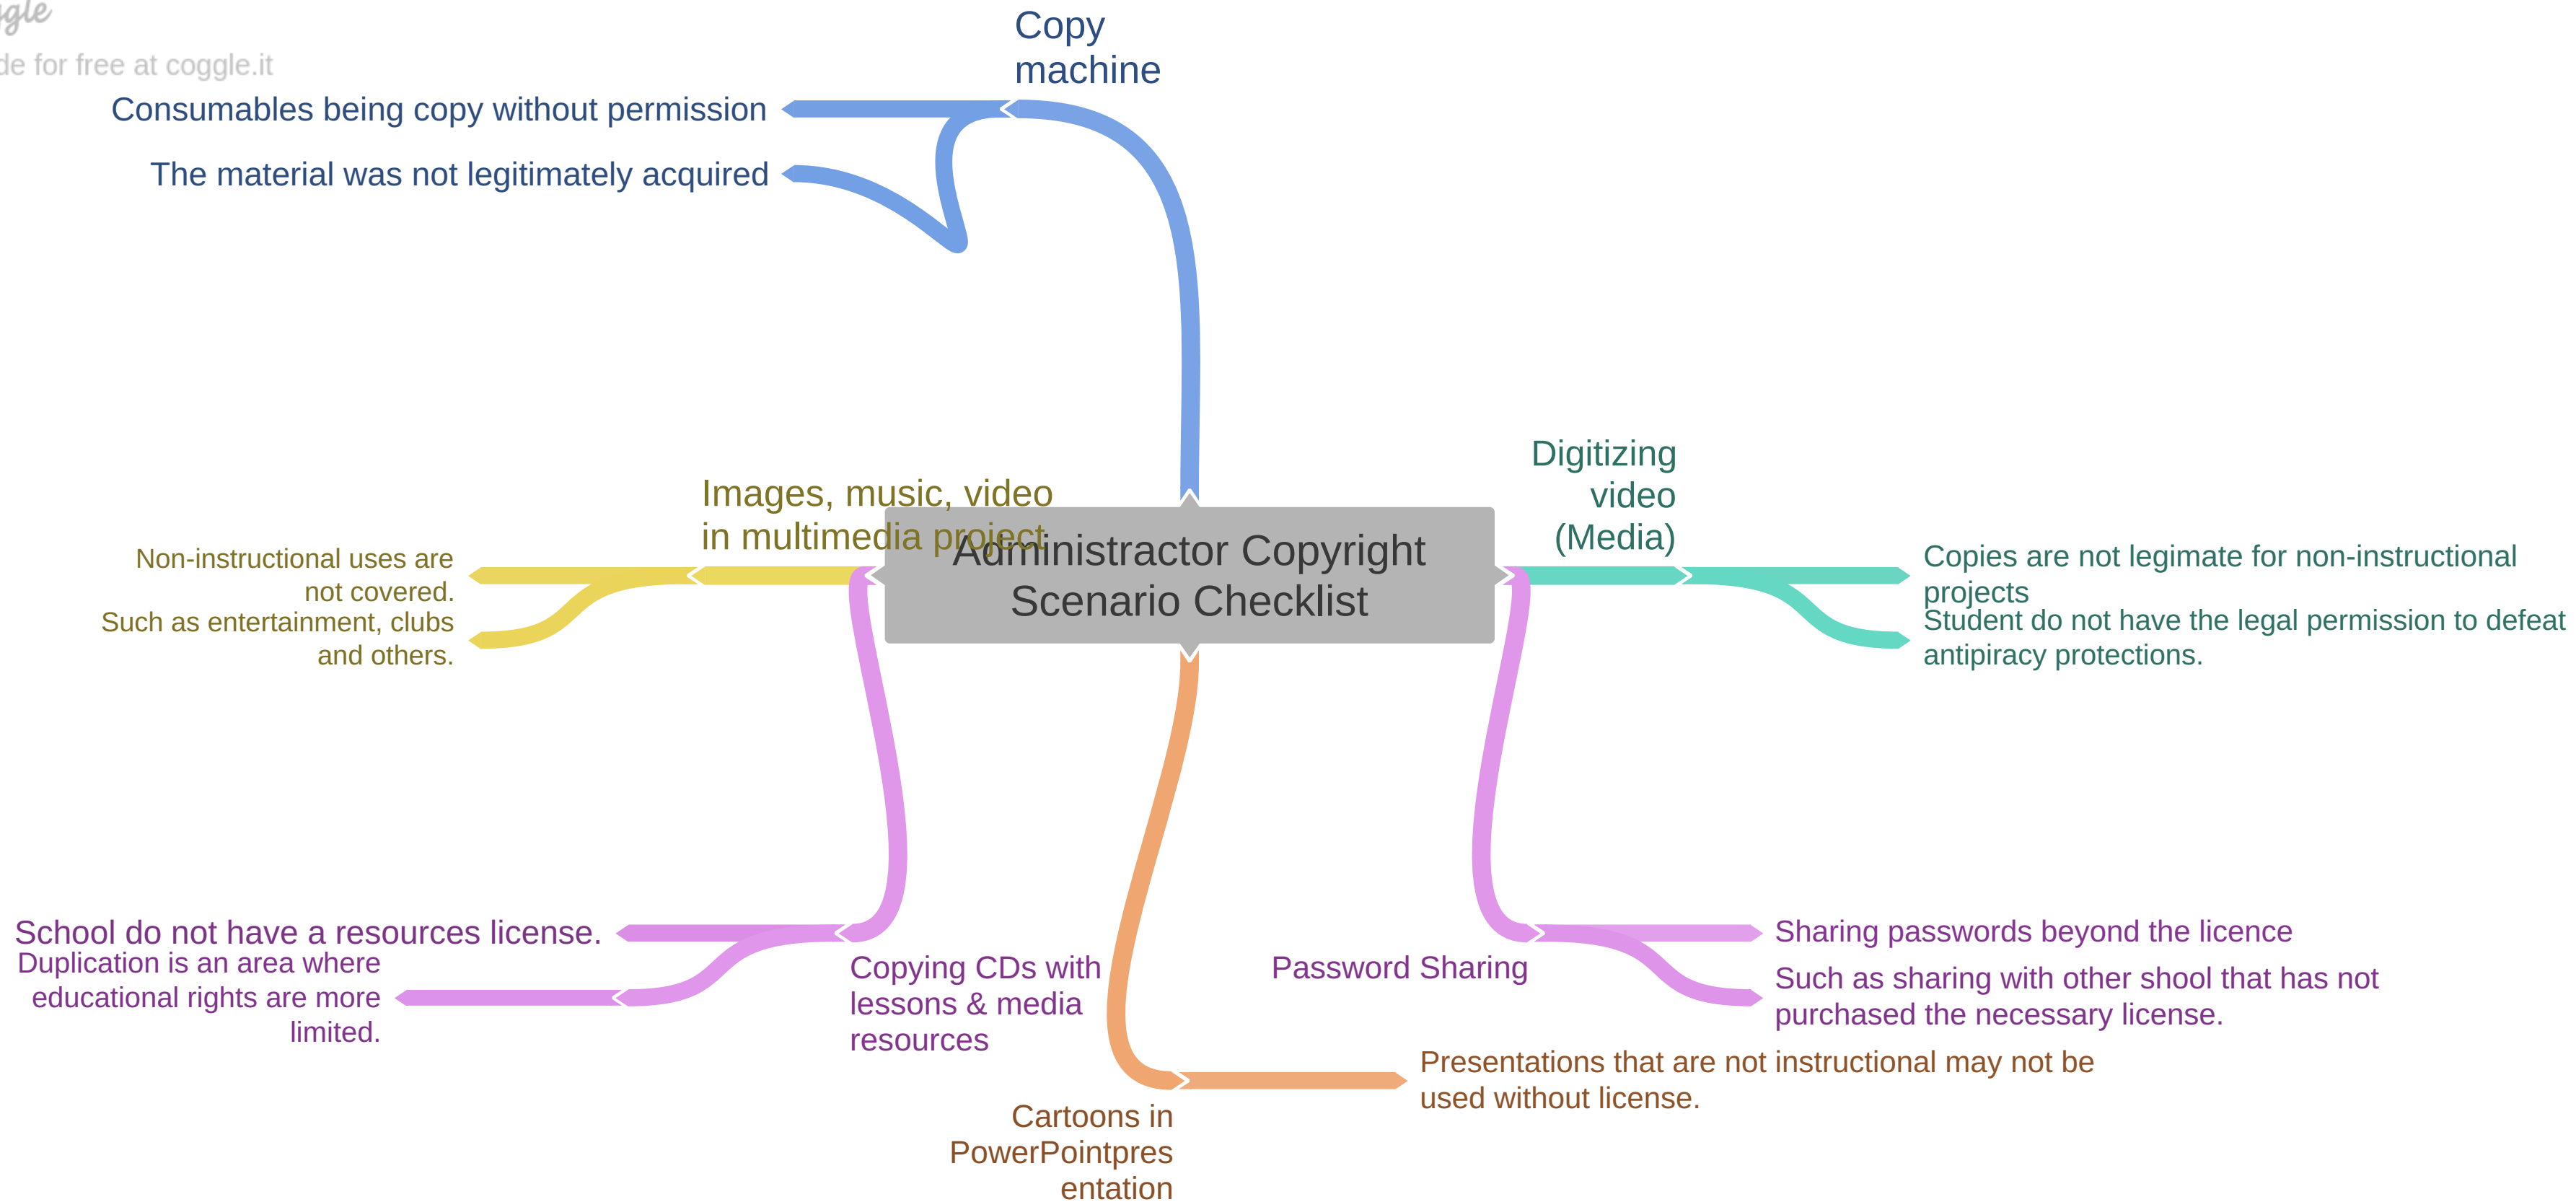 de for free at coggle.it
Copy
machine
Consumables being copy without permission
The material was not legitimately acquired
Images, music, video
in multimedia project
Non-instructional uses are
not covered.
Such as entertainment, clubs
and others.
Administractor Copyright
Scenario Checklist
Digitizing
video
(Media)
Copies are not legimate for non-instructional
projects
Student do not have the legal permission to defeat
antipiracy protections.
School do not have a resources license.
Duplication is an area where
educational rights are more
limited.
Copying CDs with
lessons & media
resources
Password Sharing
Sharing passwords beyond the licence
Such as sharing with other shool that has not
purchased the necessary license.
Presentations that are not instructional may not be
used without license.
Cartoons in
PowerPointpres
entation